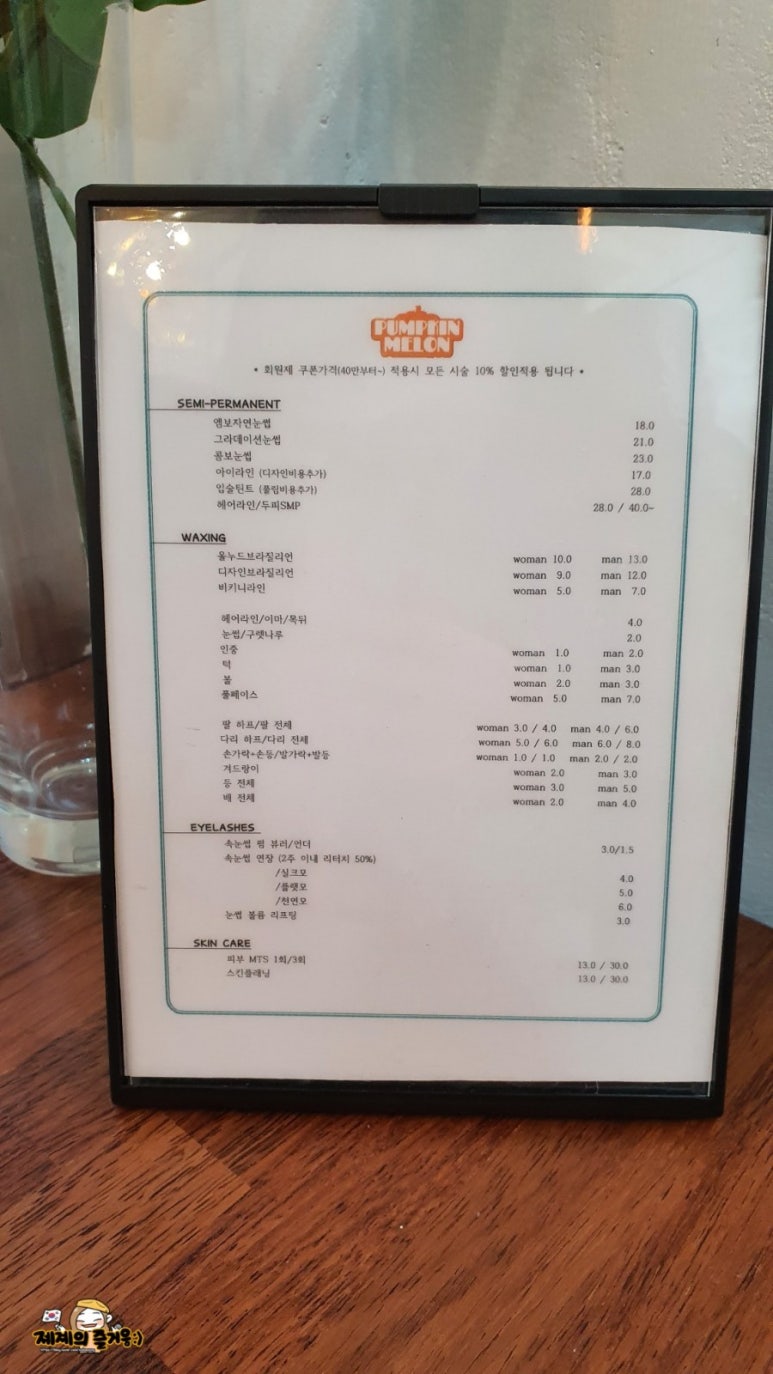 PUMPKIN
MELON
• 회원제 쿠폰가격(40만부터~) 적용시 모든 시술 10% 할인적용 됩니다 •
SEMI-PERMANENT
엠보자연눈썹 18.0
그라데이션눈썹 21.0
콤보눈썹 23.0
아이라인 (디자인비용추가) 17.0
입술틴트 (풀립비용추가) 28.0
헤어라인/두피SMP 28.0 / 40.0~
WAXING
올누드브라질리언 woman 10.0 man 13.0
디자인브라질리언 woman 9.0 man 12.0
비키니라인 woman 5.0 man 7.0
헤어라인/이마/목뒤 4.0
눈썹/구렛나루 2.0
인중 woman 1.0 man 2.0
턱 woman 1.0 man 3.0
볼 woman 2.0 man 3.0
풀페이스 woman 5.0 man 7.0
팔 하프/팔 전체 woman 3.0 / 4.0 man 4.0 / 6.0
다리 하프/다리 전체 woman 5.0 / 6.0 man 6.0 / 8.0
손가락+손등/발가락+발등 woman 1.0 / 1.0 man 2.0 / 2.0
겨드랑이 woman 2.0 man 3.0
등 전체 woman 3.0 man 5.0
배 전체 woman 2.0 man 4.0
EYELASHES
속눈썹 펌 뷰러/언더 3.0/1.5
속눈썹 연장 (2주 이내 리터치 50%)
/실크모 4.0
/플랫모 5.0
/천연모 6.0
눈썹 볼륨 리프팅 3.0
SKIN CARE
피부 MTS 1회/3회 13.0 / 30.0
스킨플래닝 13.0 / 30.0
제제의 즐거움:)